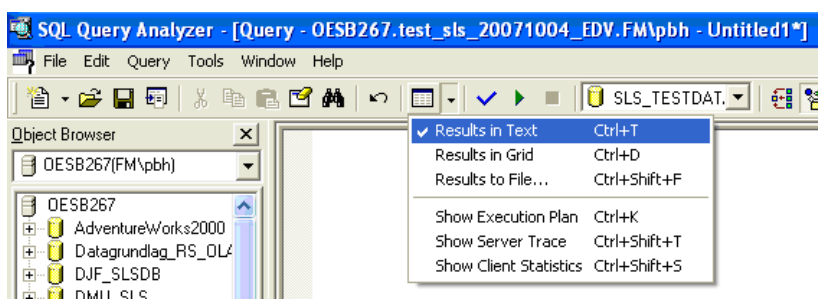 SQL Query Analyzer - [Query - OESB267.test_sls_20071004_EDV.FM\pbh - Untitled1*]
File Edit Query Tools Window Help
SLS_TESTDAT.
Object Browser
OESB267(FM\pbh)
OESB267
AdventureWorks2000
Datagrundlag_RS_OLA
DJF_SLSDB
DMU_SLS
Results in Text Ctrl+T
Results in Grid Ctrl+D
Results to File... Ctrl+Shift+F
Show Execution Plan Ctrl+K
Show Server Trace Ctrl+Shift+T
Show Client Statistics Ctrl+Shift+S